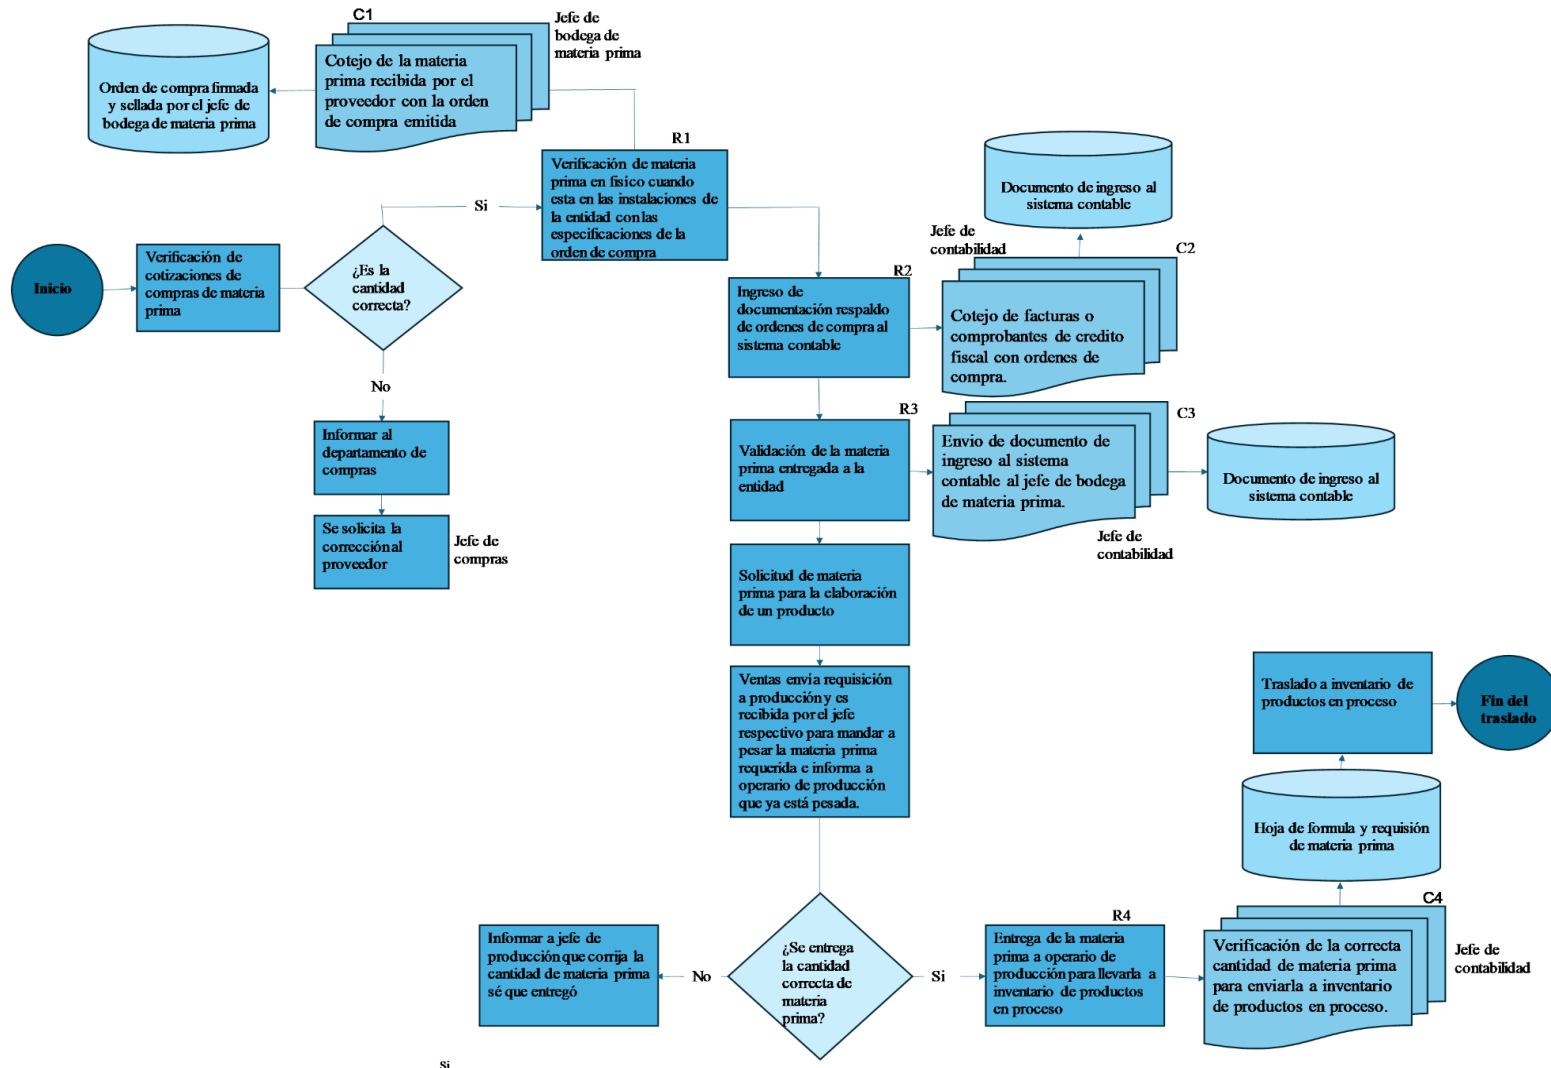 C1
Jefe de
bodega de
materia prima
Cotejo de la materia
prima recibida por el
proveedor con la orden
de compra emitida
Orden de compra firmada
y sellada por el jefe de
bodega de materia prima
R1
Verificación de materia
prima en fisíco cuando
esta en las instalaciones de
la entidad con las
especificaciones de la
orden de compra
Si
Documento de ingreso al
sistema contable
Inicio
Verificación de
cotizaciones de
compras de materia
prima
¿Es la
cantidad
correcta?
Jefe de
contabilidad
C2
R2
Ingreso de
documentación respaldo
de ordenes de compra al
sistema contable
Cotejo de facturas o
comprobantes de credito
fiscal con ordenes de
compra.
No
Informar al
departamento de
compras
R3
Validación de la materia
prima entregada a la
entidad
C3
Envio de documento de
ingreso al sistema
contable al jefe de bodega
de materia prima.
Documento de ingreso al
sistema contable
Jefe de
contabilidad
Se solicita la
corrección al
proveedor
Jefe de
compras
Solicitud de materia
prima para la elaboración
de un producto
Ventas envía requisición
a producción y es
recibida por el jefe
respectivo para mandar a
pesar la materia prima
requerida e informa a
operario de producción
que ya está pesada.
Traslado a inventario de
productos en proceso
Fin del
traslado
Hoja de formula y requisión
de materia prima
Informar a jefe de
producción que corrija la
cantidad de materia prima
sé que entregó
No
¿Se entrega
la cantidad
correcta de
materia
prima?
Si
R4
Entrega de la materia
prima a operario de
producción para llevarla a
inventario de productos
en proceso
C4
Verificación de la correcta
cantidad de materia prima
para enviarla a inventario
de productos en proceso.
Jefe de
contabilidad
Si